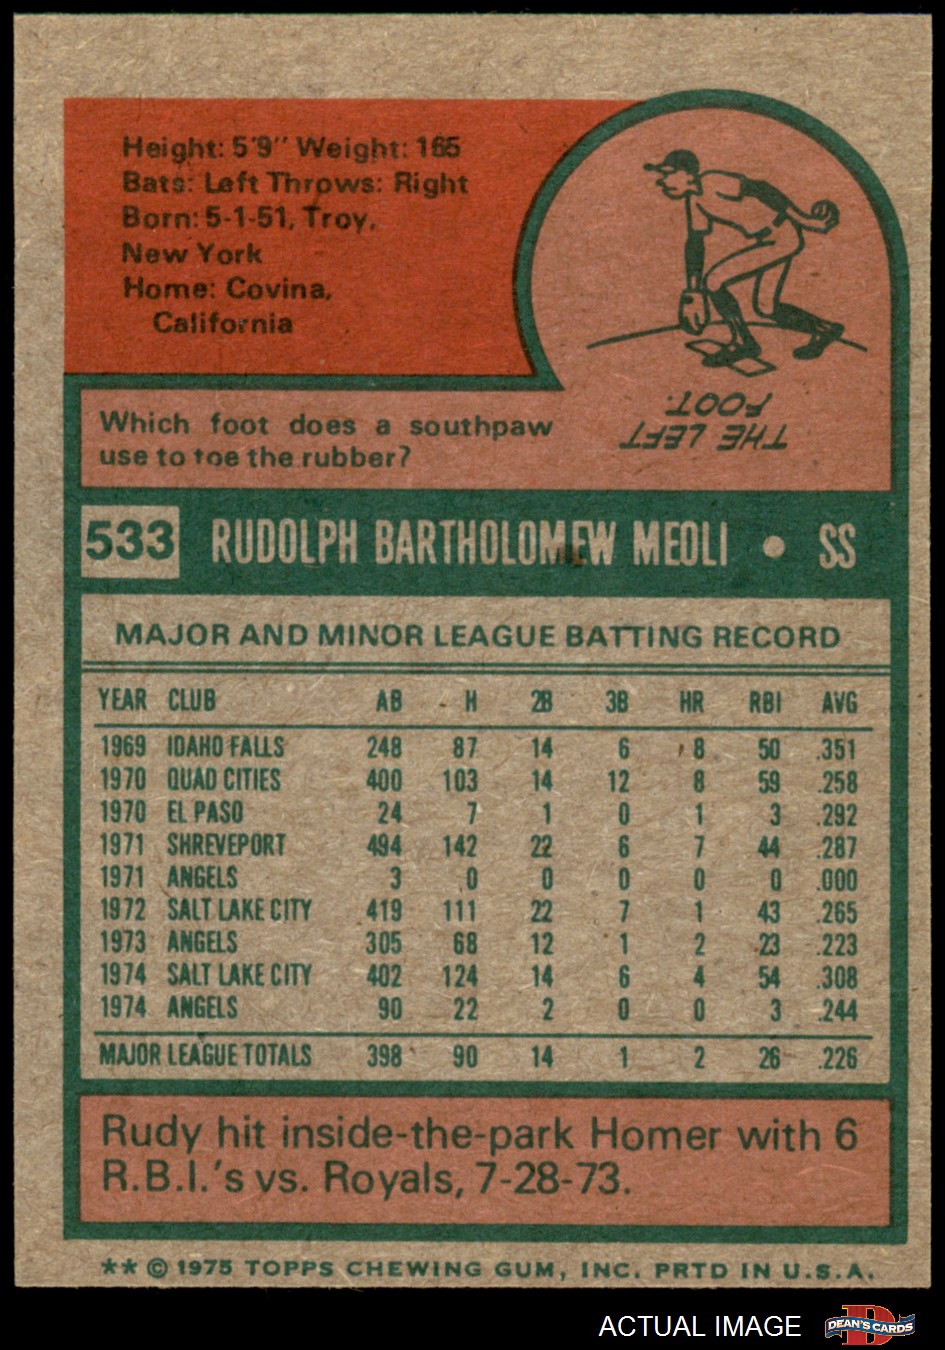 Height: 5'9" Weight: 165
Bats: Left Throws: Right
Born: 5-1-51, Troy,
New York
Home: Covina,
California
Which foot does a southpaw
use to toe the rubber?
THE LEFT
FOOT.
533 RUDOLPH BARTHOLOMEW MEOLI • SS
MAJOR AND MINOR LEAGUE BATTING RECORD
YEAR CLUB AB H 2B 3B HR RBI AVG
1969 IDAHO FALLS 248 87 14 6 8 50 .351
1970 QUAD CITIES 400 103 14 12 8 59 .258
1970 EL PASO 24 7 1 0 1 3 .292
1971 SHREVEPORT 494 142 22 6 7 44 .287
1971 ANGELS 3 0 0 0 0 0 .000
1972 SALT LAKE CITY 419 111 22 7 1 43 .265
1973 ANGELS 305 68 12 1 2 23 .223
1974 SALT LAKE CITY 402 124 14 6 4 54 .308
1974 ANGELS 90 22 2 0 0 3 .244
MAJOR LEAGUE TOTALS 398 90 14 1 2 26 .226
Rudy hit inside-the-park Homer with 6
R.B.I.'s vs. Royals, 7-28-73.
** © 1975 TOPPS CHEWING GUM, INC. PRTD IN U.S.A.
ACTUAL IMAGE
D
DEAN'S CARDS